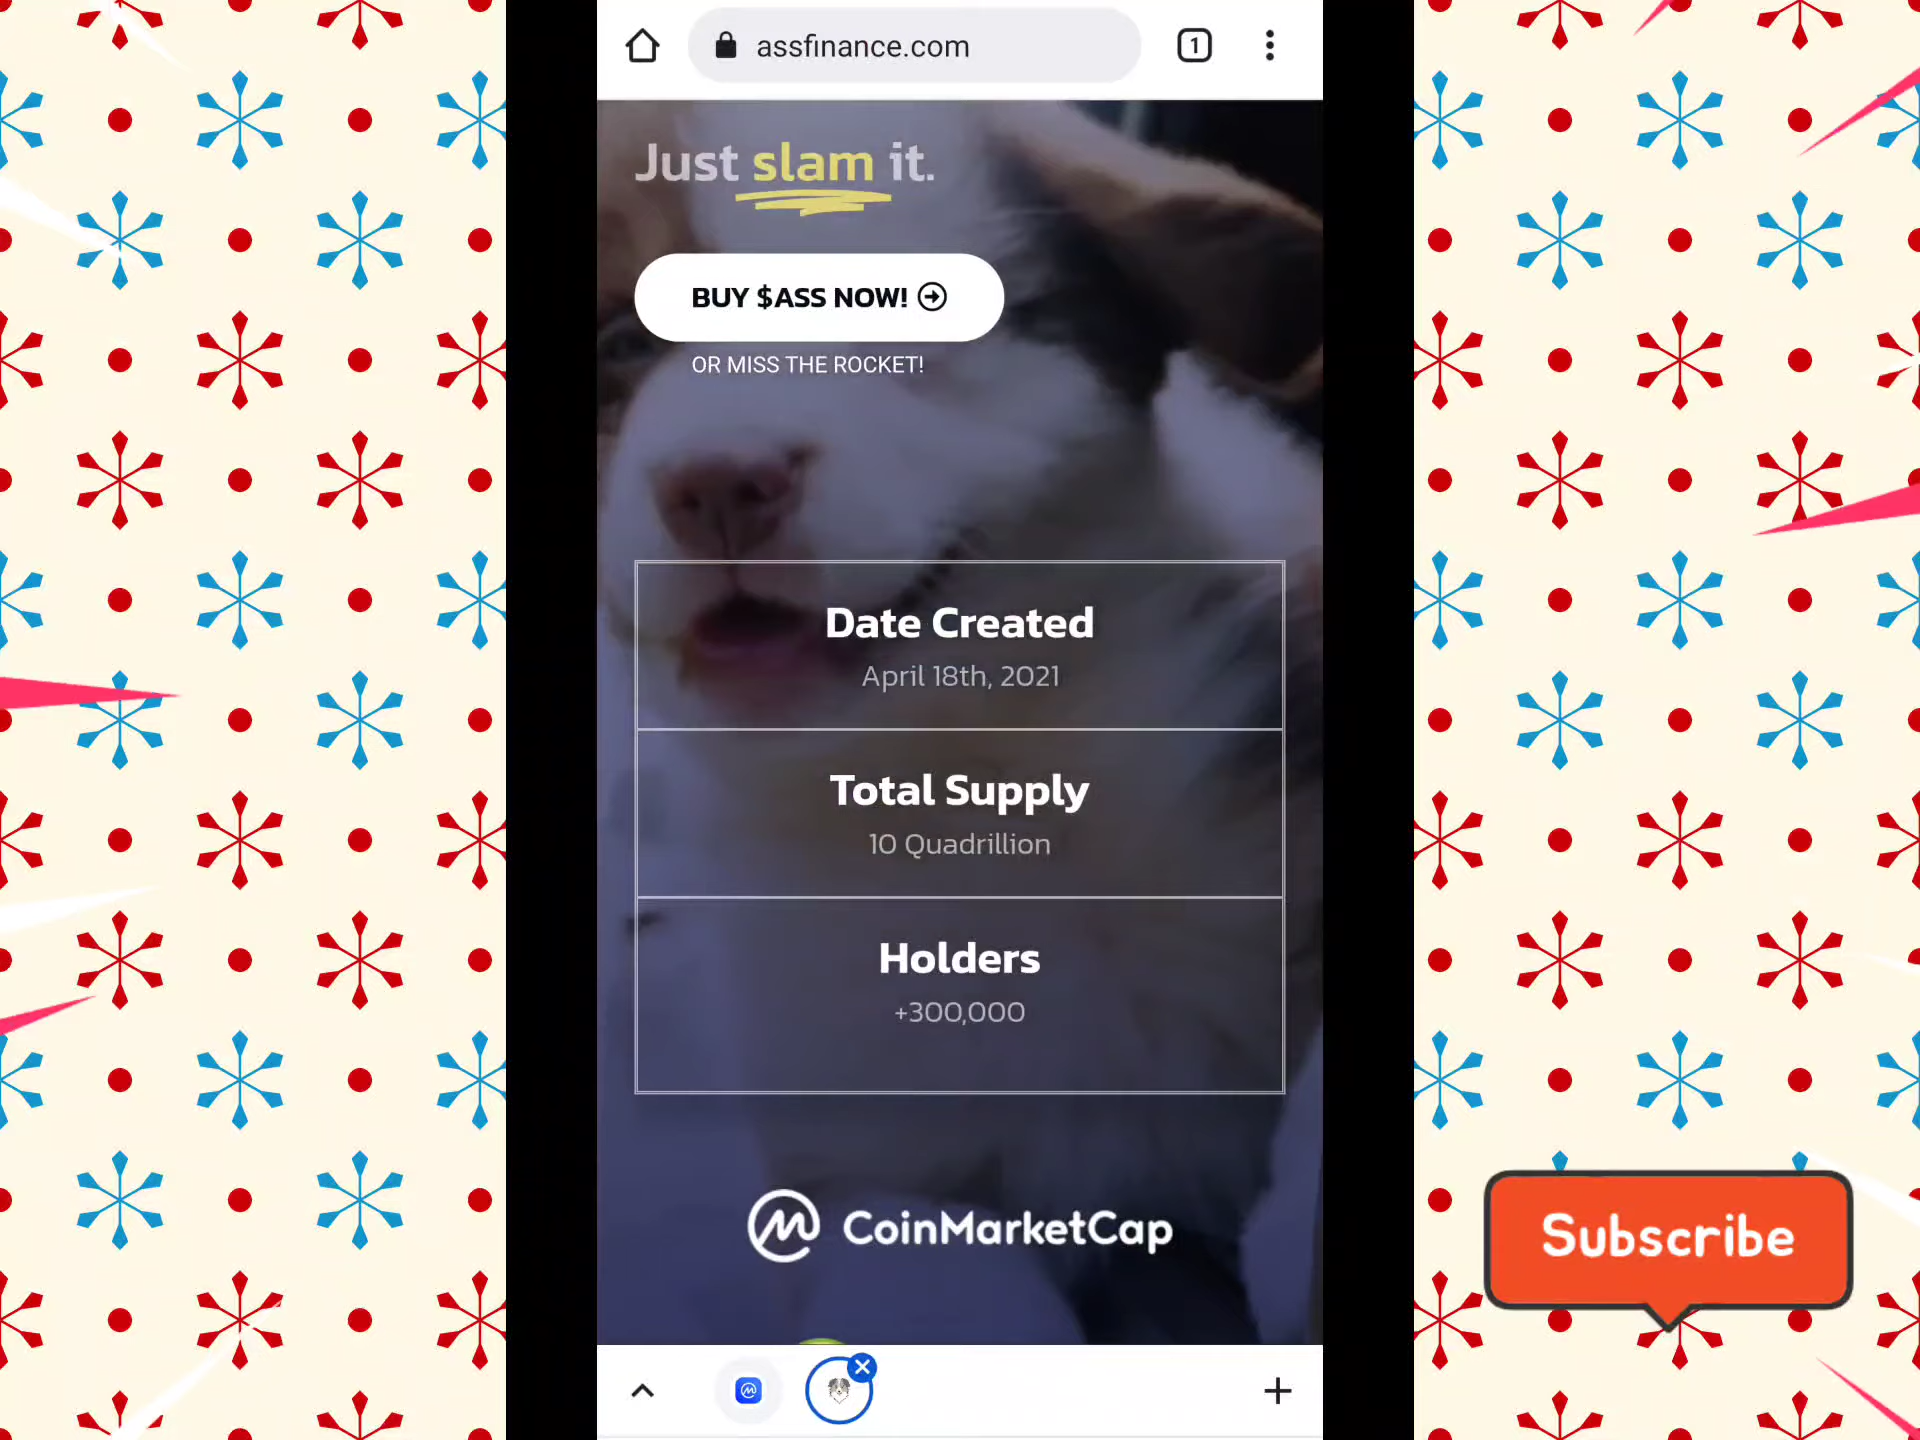 assfinance.com
1
Just slam it.
BUY $ASS NOW!
OR MISS THE ROCKET!
Date Created
April 18th, 2021
Total Supply
10 Quadrillion
Holders
+300,000
CoinMarketCap
Subscribe